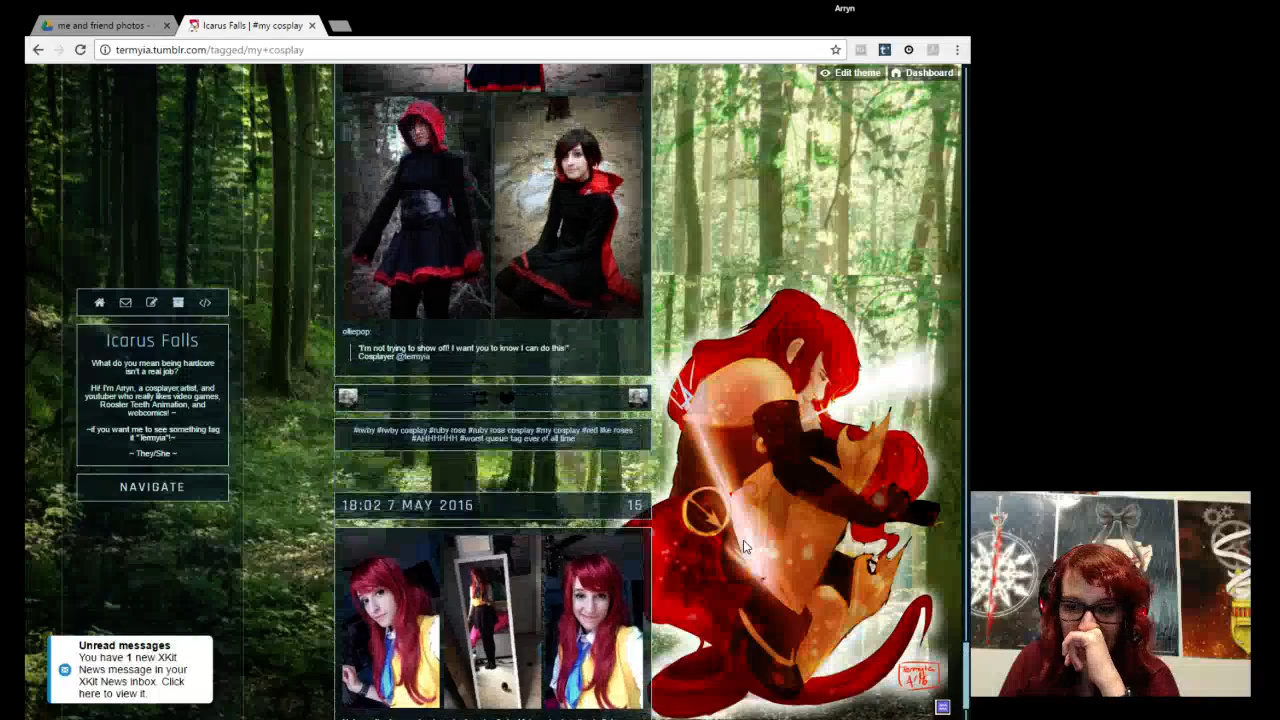 Arryn
me and friend photos -
Icarus Falls | #my cosplay
termyia.tumblr.com/tagged/my+cosplay
Edit theme
Dashboard
olliepop:
"I'm not trying to show off! I want you to know I can do this!" ~
Cosplayer @termyia
Icarus Falls
What do you mean being hardcore
isn't a real job?
Hi! I'm Arryn, a cosplayer,artist, and
youtuber who really likes video games,
Rooster Teeth Animation, and
webcomics! ~
~if you want me to see something tag
it "Termyia"!~
~ They/She ~
NAVIGATE
#rwby #rwby cosplay #ruby rose #ruby rose cosplay #my cosplay #red like roses
#AHHHHHH #worst queue tag ever of all time
18:02 7 MAY 2016
15
Unread messages
You have 1 new XKit
News message in your
XKit News inbox. Click
here to view it.
Termyia